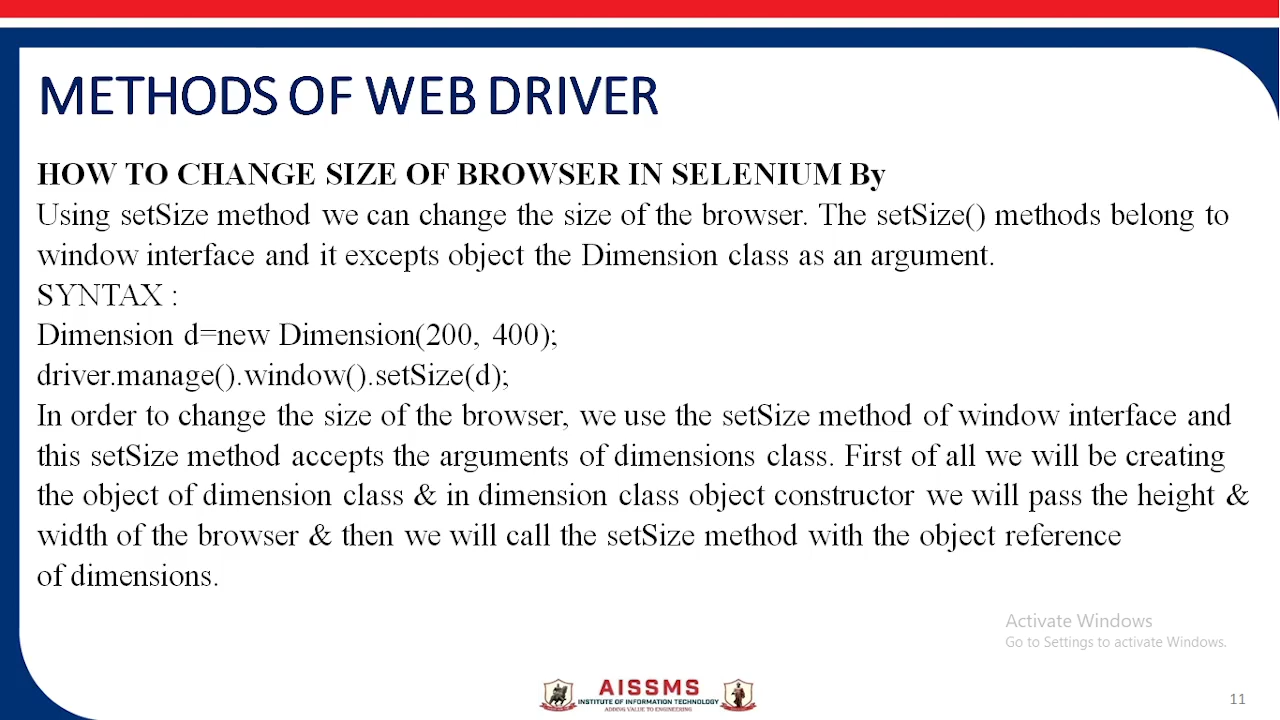 METHODS OF WEB DRIVER
HOW TO CHANGE SIZE OF BROWSER IN SELENIUM By
Using setSize method we can change the size of the browser. The setSize() methods belong to
window interface and it excepts object the Dimension class as an argument.
SYNTAX :
Dimension d=new Dimension(200, 400);
driver.manage().window().setSize(d);
In order to change the size of the browser, we use the setSize method of window interface and
this setSize method accepts the arguments of dimensions class. First of all we will be creating
the object of dimension class & in dimension class object constructor we will pass the height &
width of the browser & then we will call the setSize method with the object reference
of dimensions.
Activate Windows
Go to Settings to activate Windows.
AISSMS
INSTITUTE OF INFORMATION TECHNOLOGY
ADDING VALUE TO ENGINEERING
11